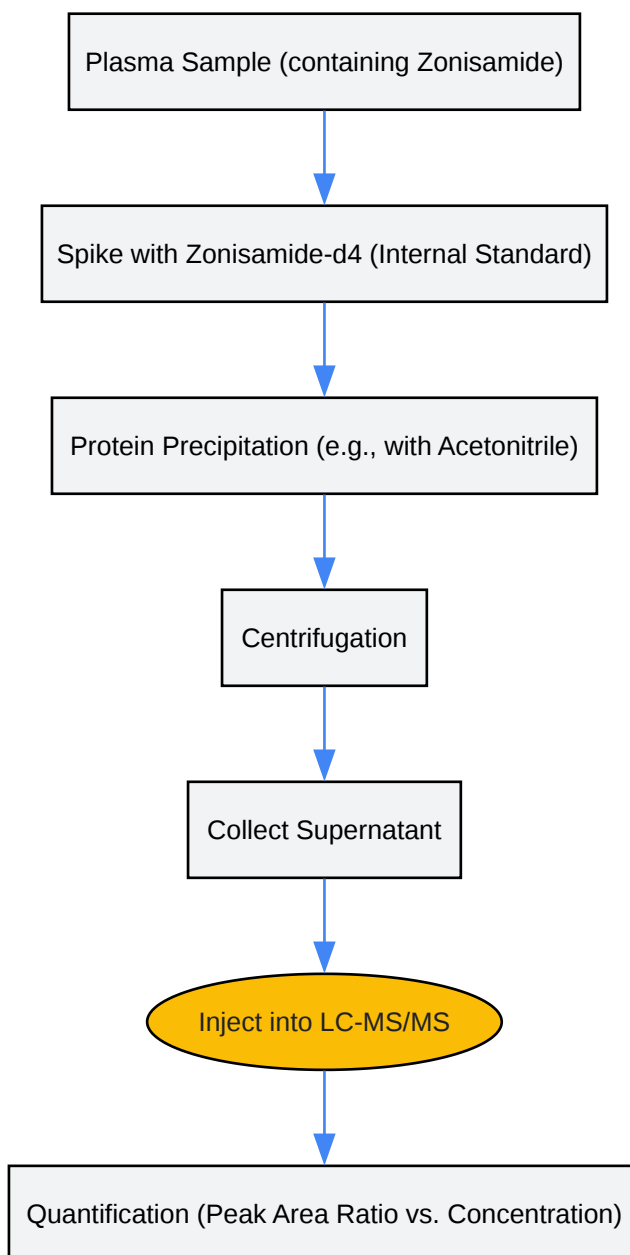 Plasma Sample (containing Zonisamide)
Spike with Zonisamide-d4 (Internal Standard)
Protein Precipitation (e.g., with Acetonitrile)
Centrifugation
Collect Supernatant
Inject into LC-MS/MS
Quantification (Peak Area Ratio vs. Concentration)